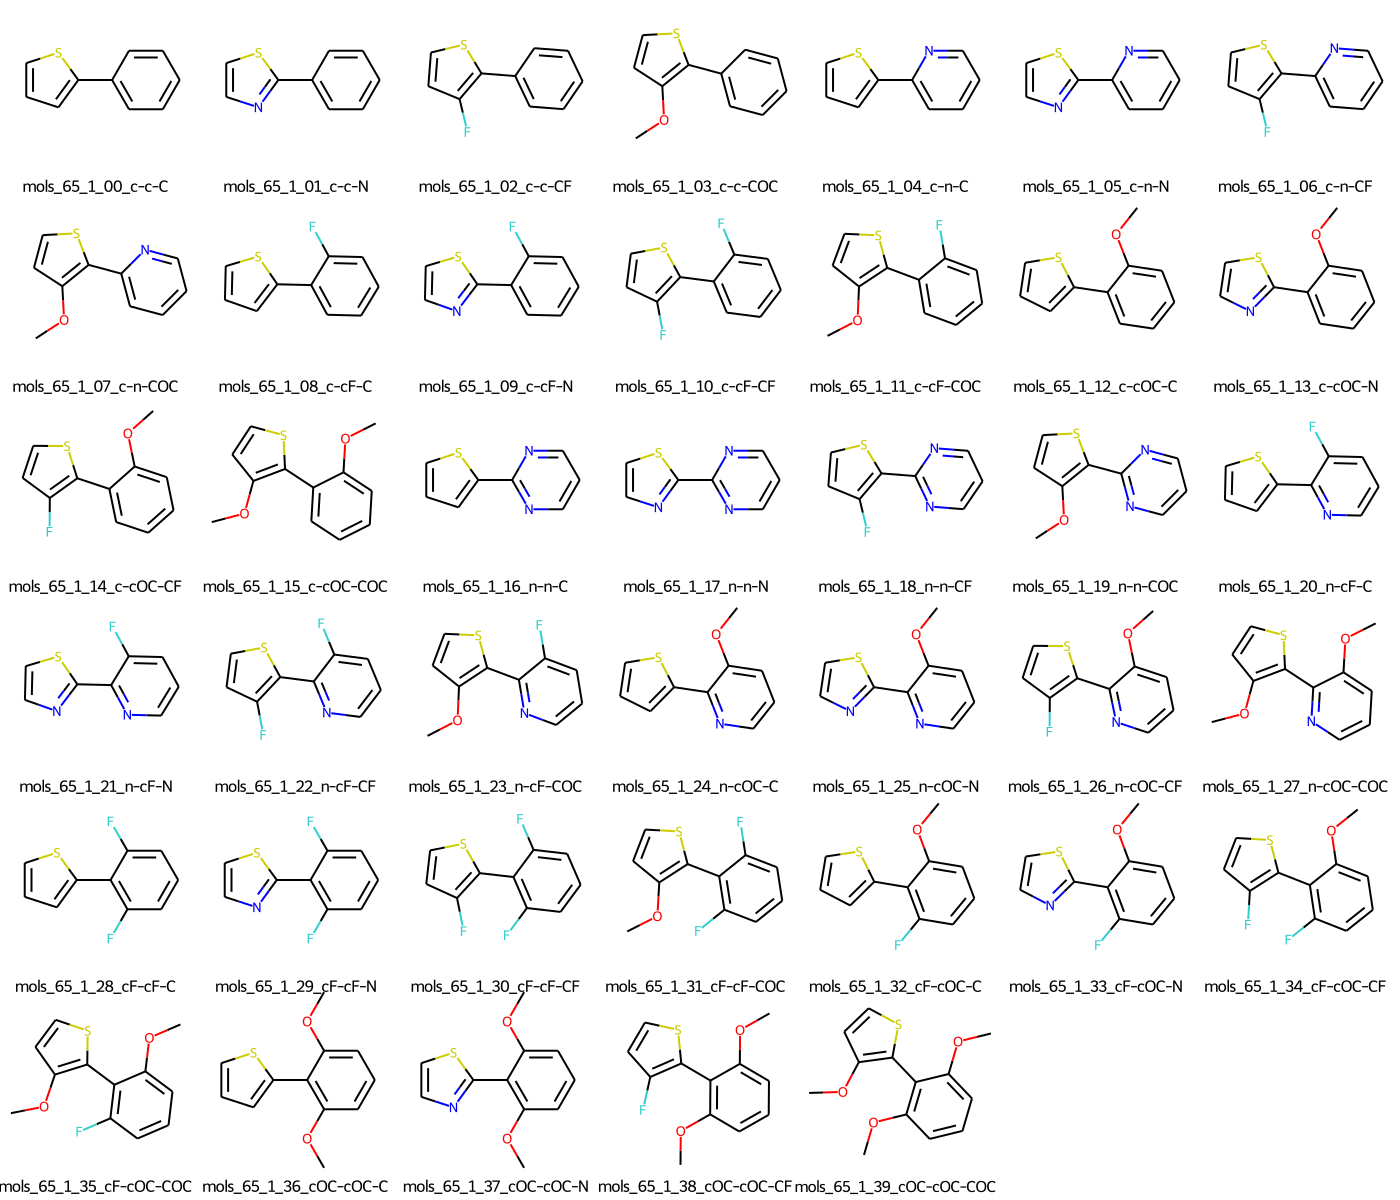 S S S S S N S N S N
N F O N F
mols_65_1_00_c-c-C mols_65_1_01_c-c-N mols_65_1_02_c-c-CF mols_65_1_03_c-c-COC mols_65_1_04_c-n-C mols_65_1_05_c-n-N mols_65_1_06_c-n-CF
S N S F S F S F S F S O S O
O N F O N
mols_65_1_07_c-n-COC mols_65_1_08_c-cF-C mols_65_1_09_c-cF-N mols_65_1_10_c-cF-CF mols_65_1_11_c-cF-COC mols_65_1_12_c-cOC-C mols_65_1_13_c-cOC-N
S O S O S N S N S N S N S F
F O N N N F N O N N
mols_65_1_14_c-cOC-CF mols_65_1_15_c-cOC-COC mols_65_1_16_n-n-C mols_65_1_17_n-n-N mols_65_1_18_n-n-CF mols_65_1_19_n-n-COC mols_65_1_20_n-cF-C
S F S F S F S O S O S O S O
N N F N O N N N N F N O N
mols_65_1_21_n-cF-N mols_65_1_22_n-cF-CF mols_65_1_23_n-cF-COC mols_65_1_24_n-cOC-C mols_65_1_25_n-cOC-N mols_65_1_26_n-cOC-CF mols_65_1_27_n-cOC-COC
S F S F S F S F S O S O S O
F N F F F O F F N F F F
mols_65_1_28_cF-cF-C mols_65_1_29_cF-cF-N mols_65_1_30_cF-cF-CF mols_65_1_31_cF-cF-COC mols_65_1_32_cF-cOC-C mols_65_1_33_cF-cOC-N mols_65_1_34_cF-cOC-CF
S O S O S O S O S O
O F O N O F O O O
mols_65_1_35_cF-cOC-COC mols_65_1_36_cOC-cOC-C mols_65_1_37_cOC-cOC-N mols_65_1_38_cOC-cOC-CF mols_65_1_39_cOC-cOC-COC